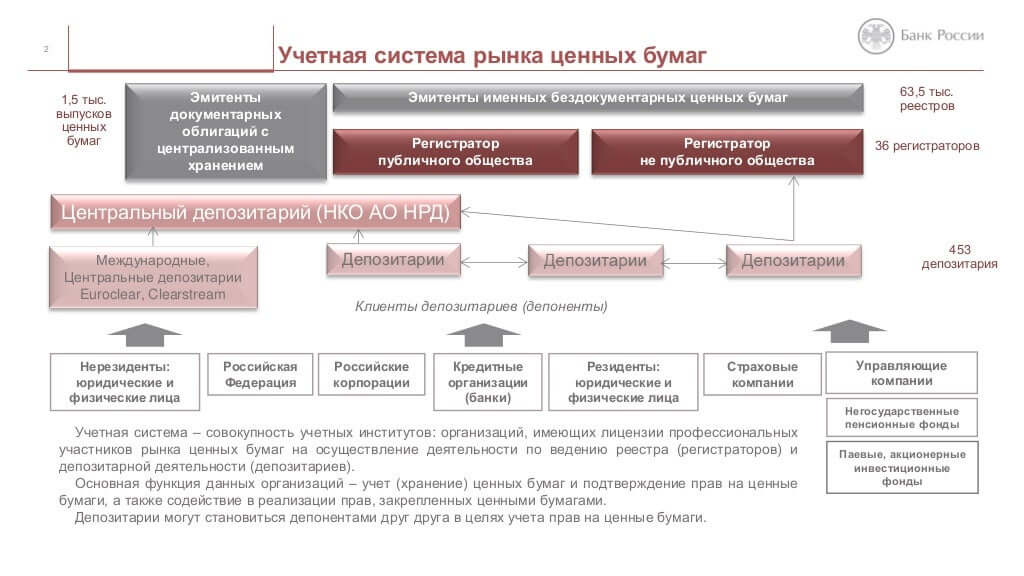 2
Банк России
Учетная система рынка ценных бумаг
1,5 тыс.
выпусков
ценных
бумаг
Эмитенты
документарных
облигаций с
централизованным
хранением
Эмитенты именных бездокументарных ценных бумаг
63,5 тыс.
реестров
Регистратор
публичного общества
Регистратор
не публичного общества
36 регистраторов
Центральный депозитарий (НКО АО НРД)
Международные,
Центральные депозитарии
Euroclear, Clearstream
Депозитарии
Депозитарии
Депозитарии
453
депозитария
Клиенты депозитариев (депоненты)
Нерезиденты:
юридические и
физические лица
Российская
Федерация
Российские
корпорации
Кредитные
организации
(банки)
Резиденты:
юридические и
физические лица
Страховые
компании
Управляющие
компании
Негосударственные
пенсионные фонды
Паевые, акционерные
инвестиционные
фонды
Учетная система – совокупность учетных институтов: организаций, имеющих лицензии профессиональных
участников рынка ценных бумаг на осуществление деятельности по ведению реестра (регистраторов) и
депозитарной деятельности (депозитариев).
Основная функция данных организаций – учет (хранение) ценных бумаг и подтверждение прав на ценные
бумаги, а также содействие в реализации прав, закрепленных ценными бумагами.
Депозитарии могут становиться депонентами друг друга в целях учета прав на ценные бумаги.